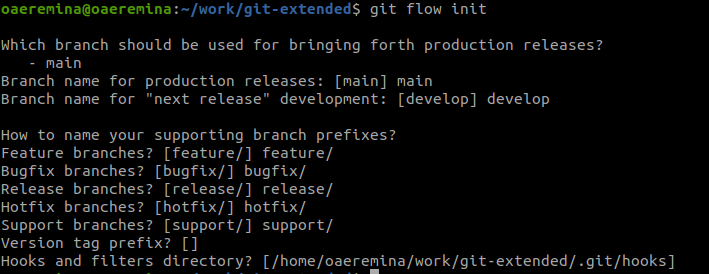 oaeremina@oaeremina:~/work/git-extended$ git flow init
Which branch should be used for bringing forth production releases?
- main
Branch name for production releases: [main] main
Branch name for "next release" development: [develop] develop
How to name your supporting branch prefixes?
Feature branches? [feature/] feature/
Bugfix branches? [bugfix/] bugfix/
Release branches? [release/] release/
Hotfix branches? [hotfix/] hotfix/
Support branches? [support/] support/
Version tag prefix? []
Hooks and filters directory? [/home/oaeremina/work/git-extended/.git/hooks]